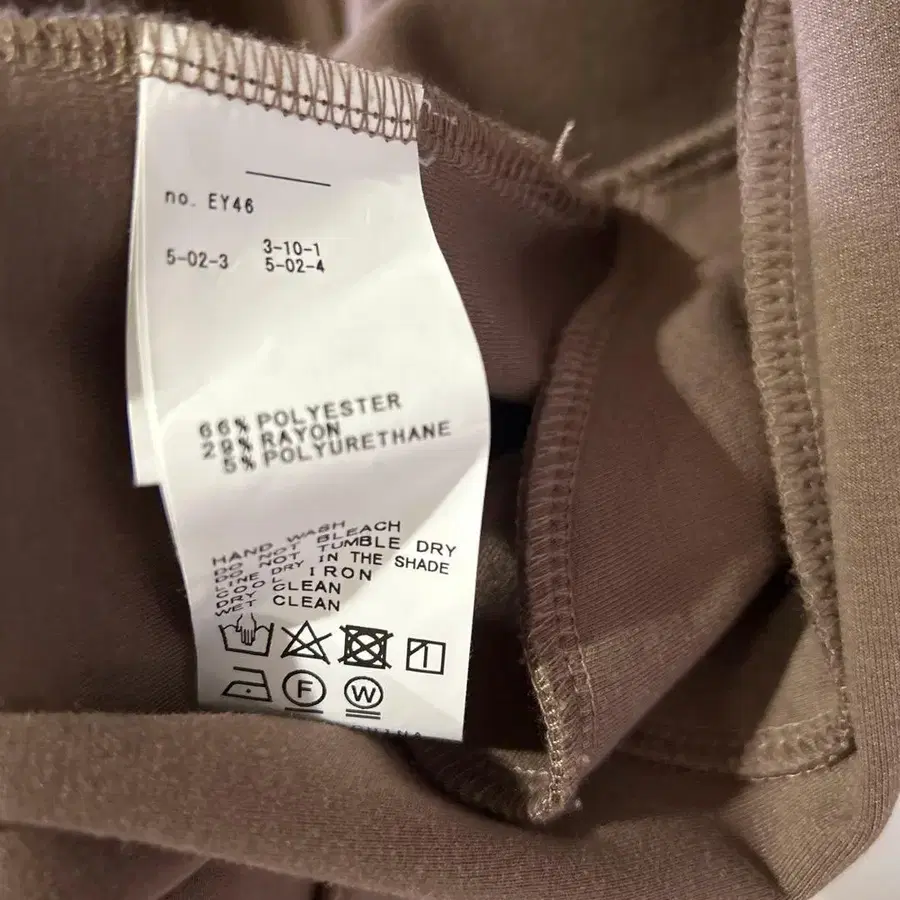 no. EY46
3-10-1
5-02-3 5-02-4
66% POLYESTER
29% RAYON
5% POLYURETHANE
HAND WASH
DO NOT BLEACH
DO NOT TUMBLE DRY
LINE DRY IN THE SHADE
COOL IRON
DRY CLEAN
WET CLEAN
F W